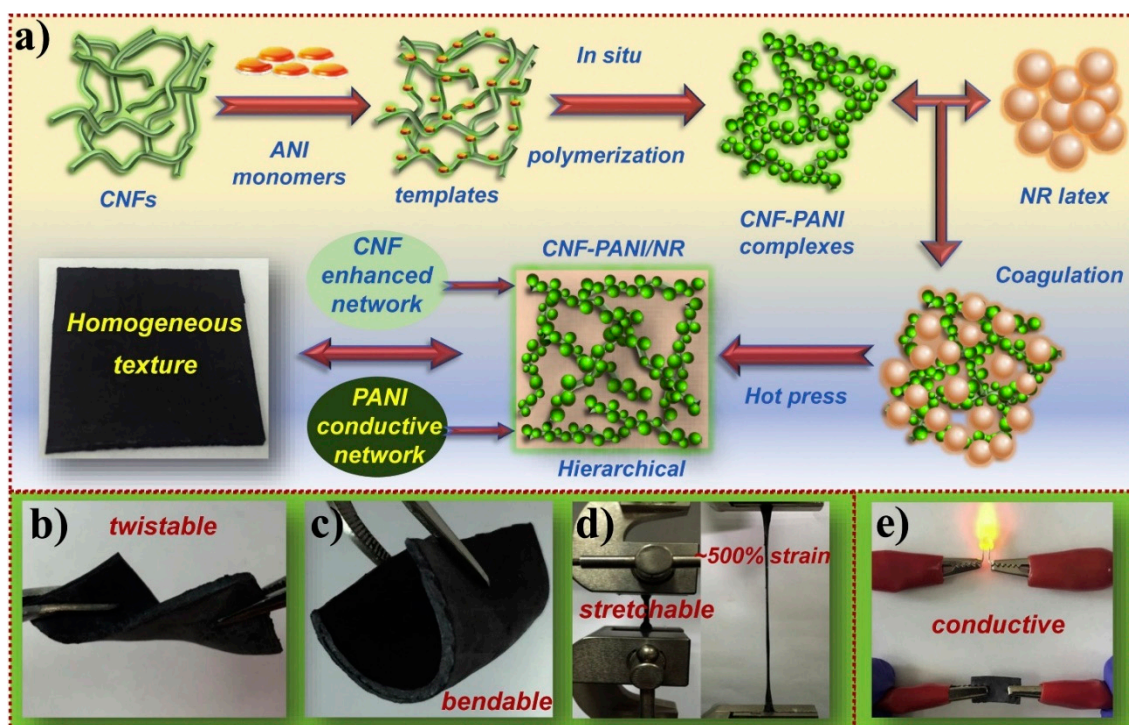 a)
In situ
ANI
monomers
polymerization
CNFs
templates
CNF-PANI
complexes
NR latex
CNF
enhanced
network
CNF-PANI/NR
Coagulation
Homogeneous
texture
PANI
conductive
network
Hot press
Hierarchical
b)
twistable
c)
bendable
d)
~500% strain
stretchable
e)
conductive